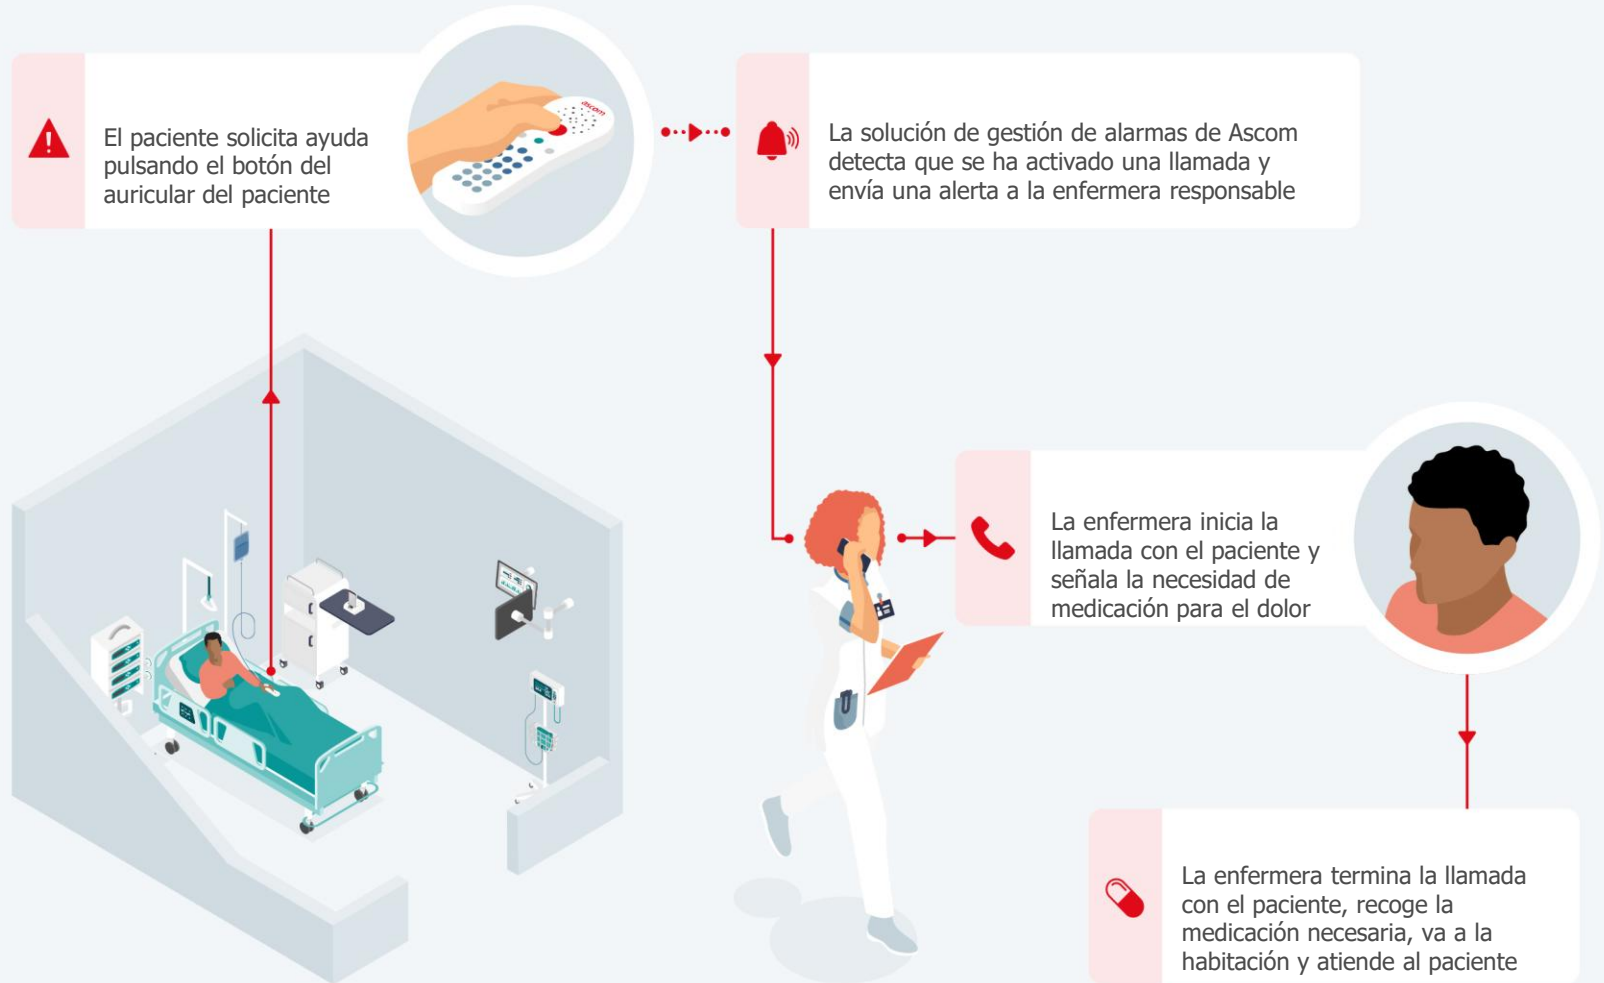 El paciente solicita ayuda
pulsando el botón del
auricular del paciente
ascom
La solución de gestión de alarmas de Ascom
detecta que se ha activado una llamada y
envía una alerta a la enfermera responsable
La enfermera inicia la
llamada con el paciente y
señala la necesidad de
medicación para el dolor
La enfermera termina la llamada
con el paciente, recoge la
medicación necesaria, va a la
habitación y atiende al paciente